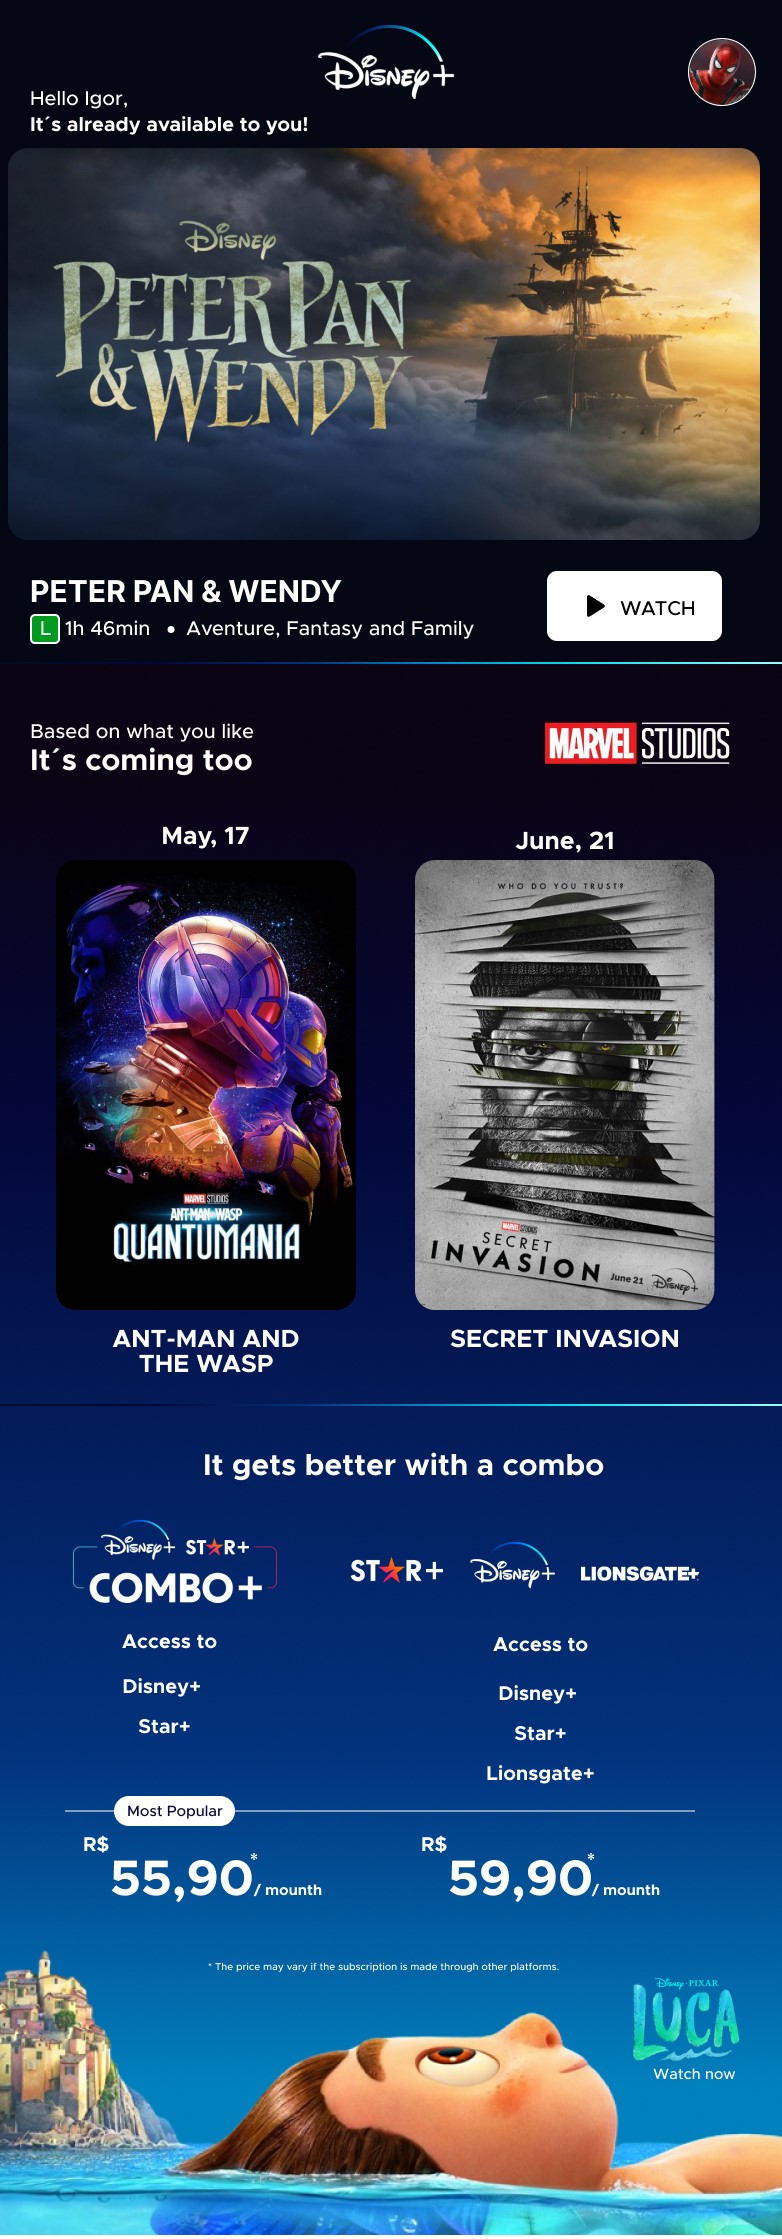 Disney+
Hello Igor,
It´s already available to you!
Disney
PETER PAN
& WENDY
PETER PAN & WENDY
WATCH
L 1h 46min • Aventure, Fantasy and Family
Based on what you like
It´s coming too
MARVEL STUDIOS
May, 17
June, 21
WHO DO YOU TRUST?
MARVEL STUDIOS
ANT-MAN AND THE WASP
QUANTUMANIA
MARVEL STUDIOS
SECRET
INVASION
June 21 Disney+
ANT-MAN AND
THE WASP
SECRET INVASION
It gets better with a combo
Disney+ STAR+
COMBO+
STAR+ Disney+ LIONSGATE+
Access to
Disney+
Star+
Access to
Disney+
Star+
Lionsgate+
Most Popular
R$ 55,90* / mounth
R$ 59,90* / mounth
* The price may vary if the subscription is made through other platforms.
Disney · PIXAR
LUCA
Watch now